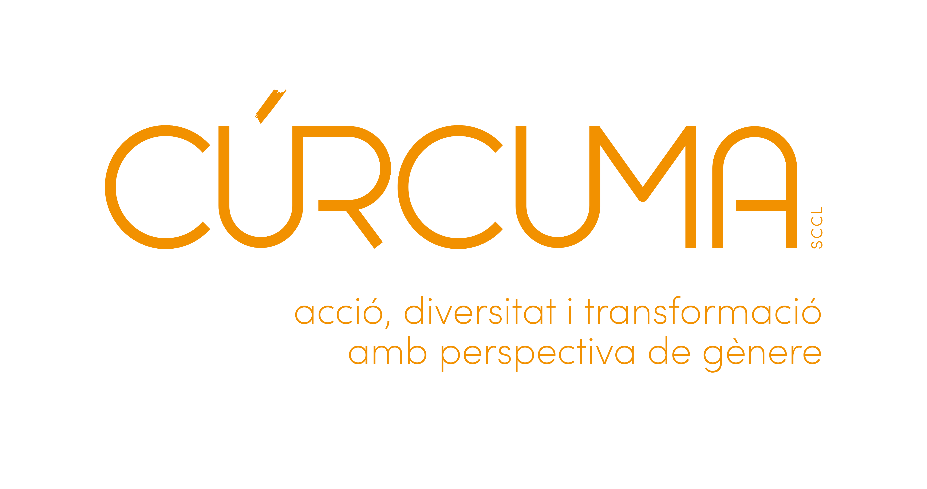 CÚRCUMA
SCCL
acció, diversitat i transformació
amb perspectiva de gènere